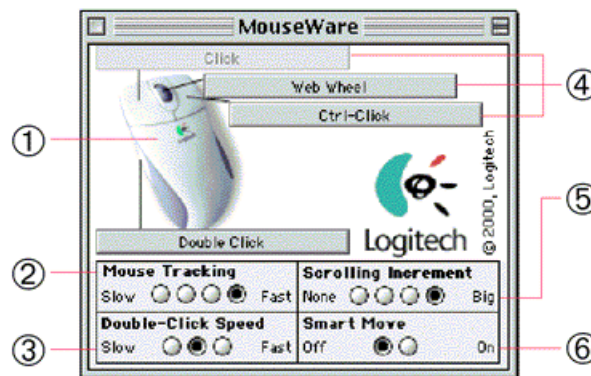 MouseWare
Click
Web Wheel
④
Ctrl-Click
①
© 2000, Logitech
⑤
Logitech
Double Click
②
Mouse Tracking
Slow Fast
Scrolling Increment
None Big
③
Double-Click Speed
Slow Fast
Smart Move
Off On
⑥